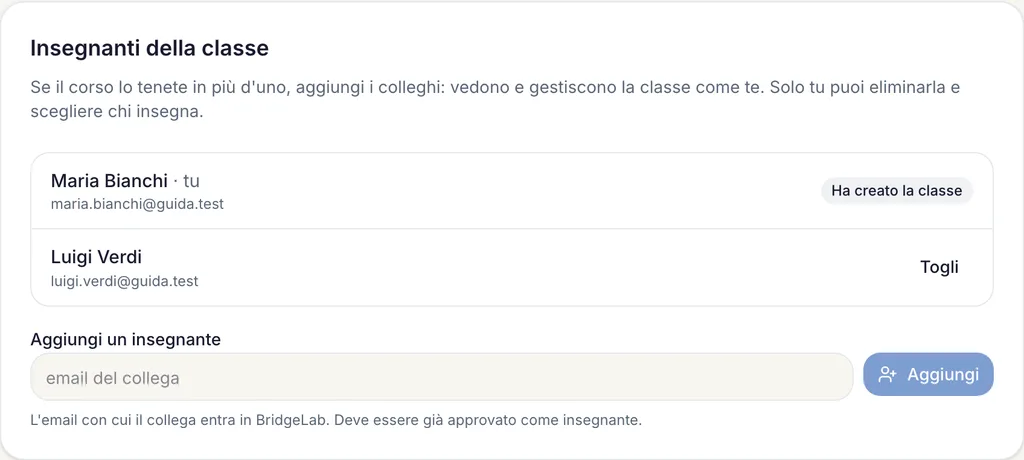 Insegnanti della classe
Se il corso lo tenete in più d'uno, aggiungi i colleghi: vedono e gestiscono la classe come te. Solo tu puoi eliminarla e
scegliere chi insegna.
Maria Bianchi · tu
maria.bianchi@guida.test
Ha creato la classe
Luigi Verdi
luigi.verdi@guida.test
Togli
Aggiungi un insegnante
email del collega
Aggiungi
L'email con cui il collega entra in BridgeLab. Deve essere già approvato come insegnante.